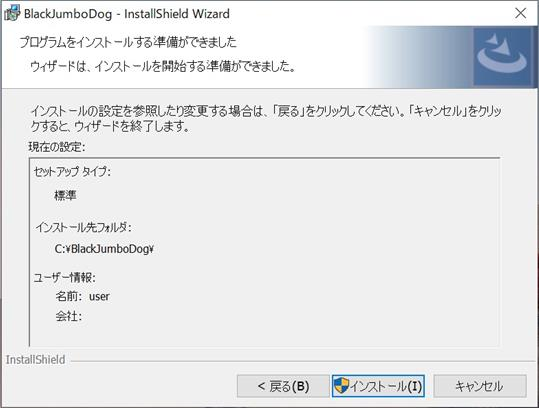 BlackJumboDog - InstallShield Wizard
プログラムをインストールする準備ができました
ウィザードは、インストールを開始する準備ができました。
インストールの設定を参照したり変更する場合は、「戻る」をクリックしてください。「キャンセル」をクリッ
クすると、ウィザードを終了します。
現在の設定:
セットアップ タイプ:
標準
インストール先フォルダ:
C:¥BlackJumboDog¥
ユーザー情報:
名前: user
会社:
InstallShield
< 戻る(B)
インストール(I)
キャンセル